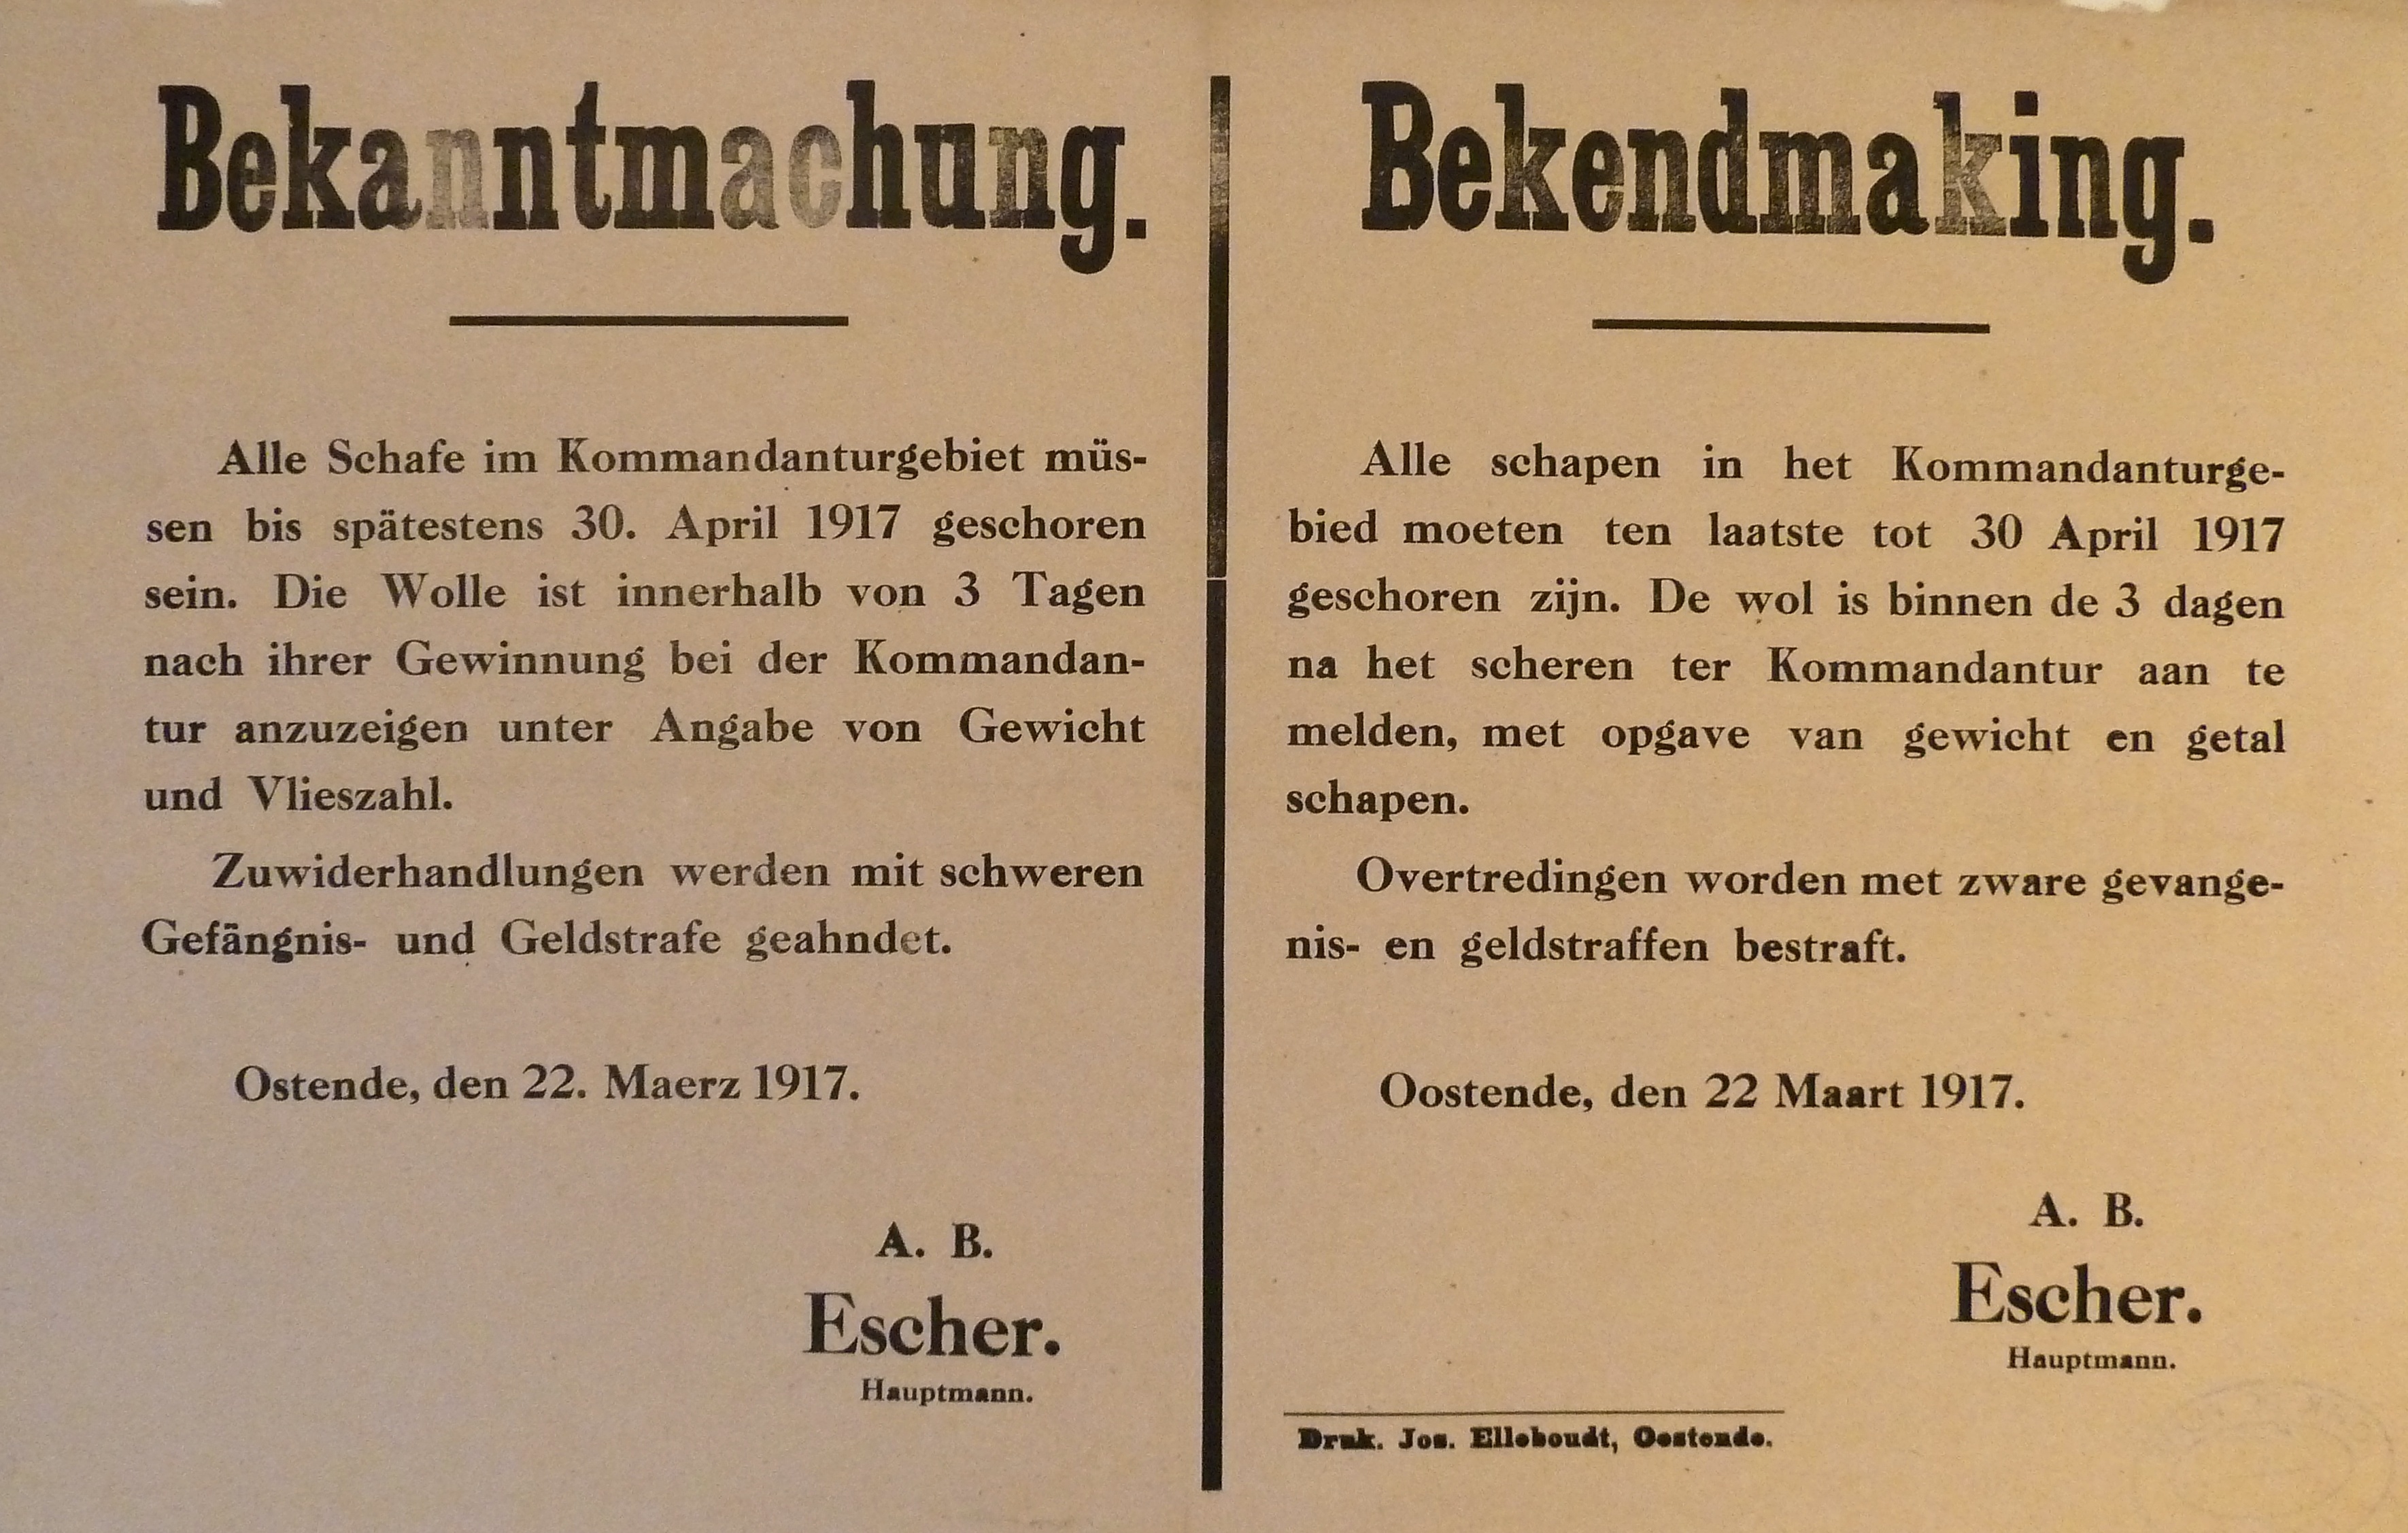 Bekanntmachung.
Alle Schafe im Kommandanturgebiet müs-
sen bis spätestens 30. April 1917 geschoren
sein. Die Wolle ist innerhalb von 3 Tagen
nach ihrer Gewinnung bei der Kommandan-
tur anzuzeigen unter Angabe von Gewicht
und Vlieszahl.
Zuwiderhandlungen werden mit schweren
Gefängnis- und Geldstrafe geahndet.
Ostende, den 22. Maerz 1917.
A. B.
Escher.
Hauptmann.
Bekendmaking.
Alle schapen in het Kommandanturge-
bied moeten ten laatste tot 30 April 1917
geschoren zijn. De wol is binnen de 3 dagen
na het scheren ter Kommandantur aan te
melden, met opgave van gewicht en getal
schapen.
Overtredingen worden met zware gevange-
nis- en geldstraffen bestraft.
Oostende, den 22 Maart 1917.
A. B.
Escher.
Hauptmann.
Druk. Jos. Elleboudt, Oostende.